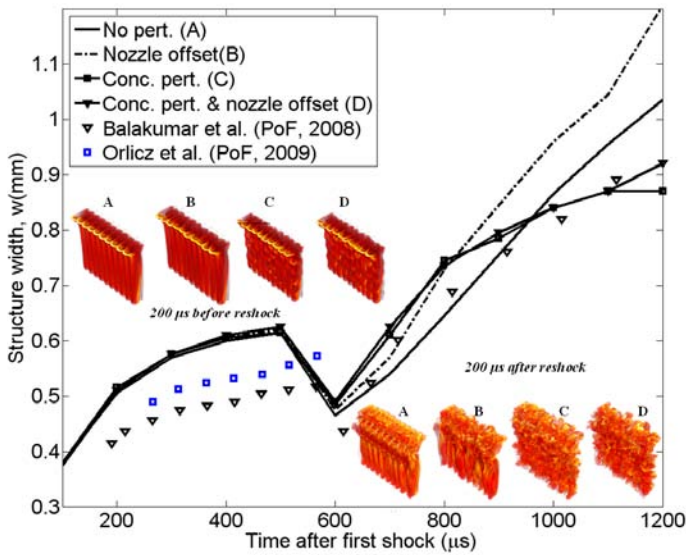 No pert. (A)
Nozzle offset(B)
Conc. pert. (C)
Conc. pert. & nozzle offset (D)
Balakumar et al. (PoF, 2008)
Orlicz et al. (PoF, 2009)
Structure width, w(mm)
1.1
1
0.9
0.8
0.7
0.6
0.5
0.4
0.3
A B C D
200 μs before reshock
200 μs after reshock
A B C D
200 400 600 800 1000 1200
Time after first shock (μs)